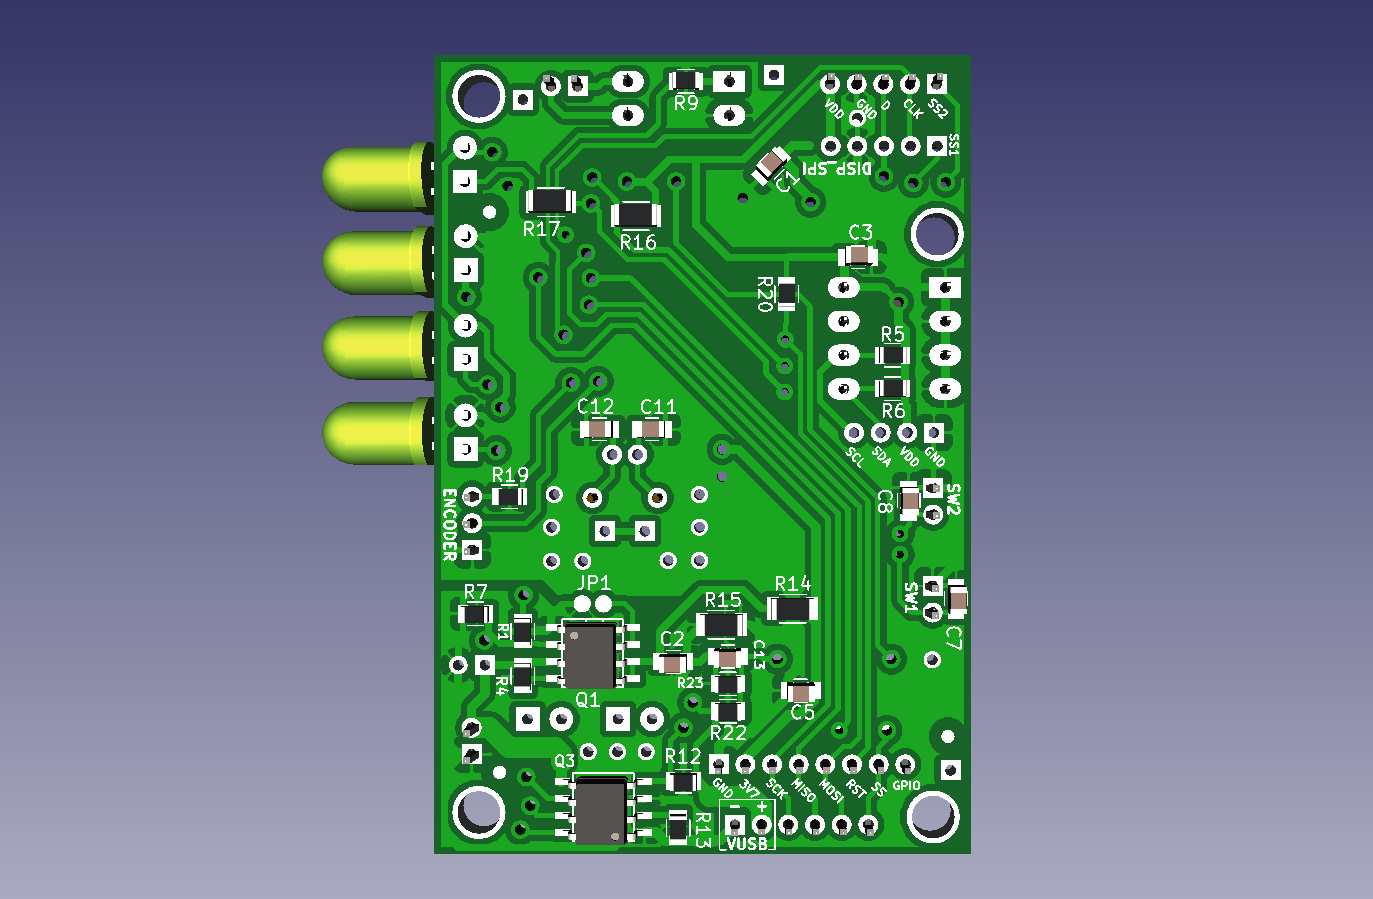 R9
VDD
GND
D
CLK
SS2
SS1
DISP_SPI
C1
R17
R16
C3
R20
R5
R6
C12
C11
SCL
SDA
VDD
GND
R19
ENCODER
C8
SW2
JP1
R7
R14
SW1
R15
R1
C2
C13
C7
R4
R23
Q1
C5
R22
Q3
R12
GND
3V7
SCK
MISO
MOSI
RST
SS
GPIO
R13
- +
VUSB